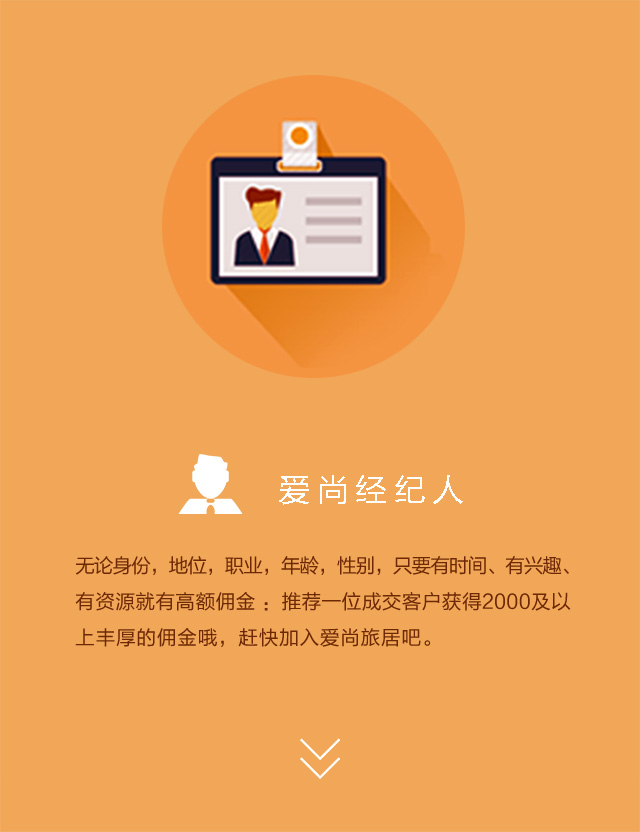 爱尚经纪人
无论身份，地位，职业，年龄，性别，只要有时间、有兴趣、
有资源就有高额佣金 ：推荐一位成交客户获得2000及以
上丰厚的佣金哦，赶快加入爱尚旅居吧。